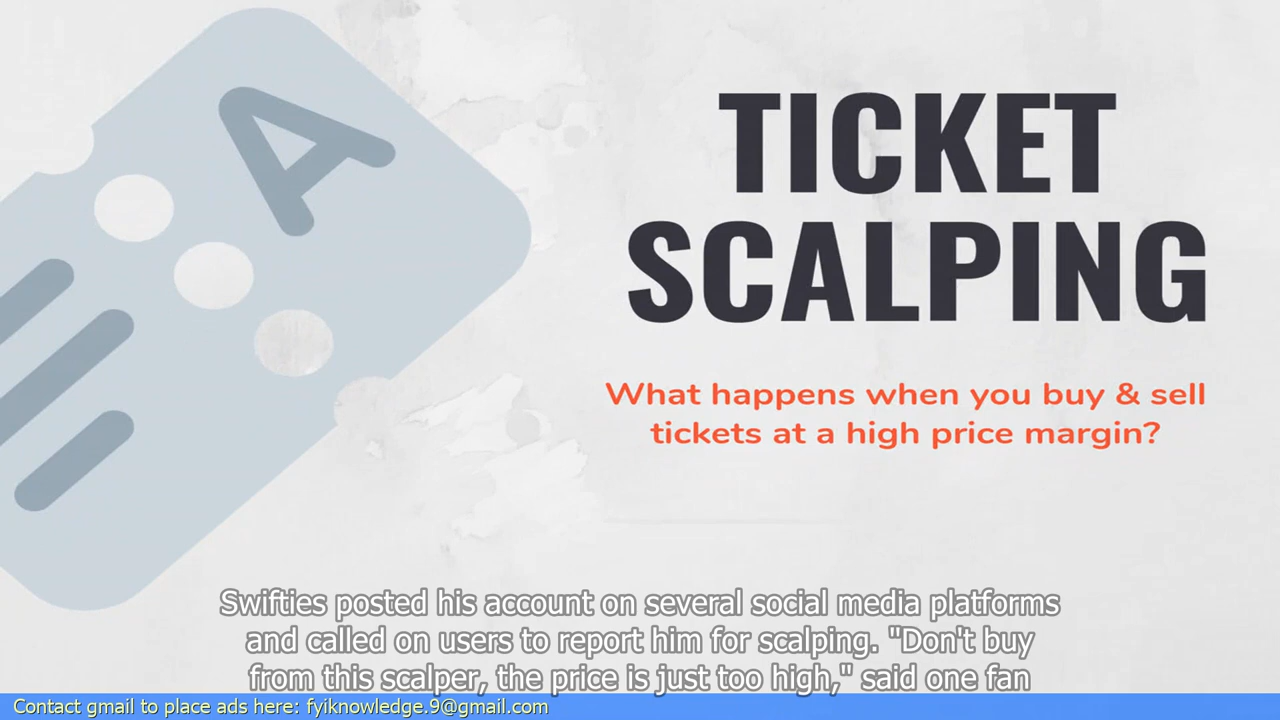 A
TICKET
SCALPING
What happens when you buy & sell
tickets at a high price margin?
Swifties posted his account on several social media platforms
and called on users to report him for scalping. "Don't buy
from this scalper, the price is just too high," said one fan
Contact gmail to place ads here: fyiknowledge.9@gmail.com